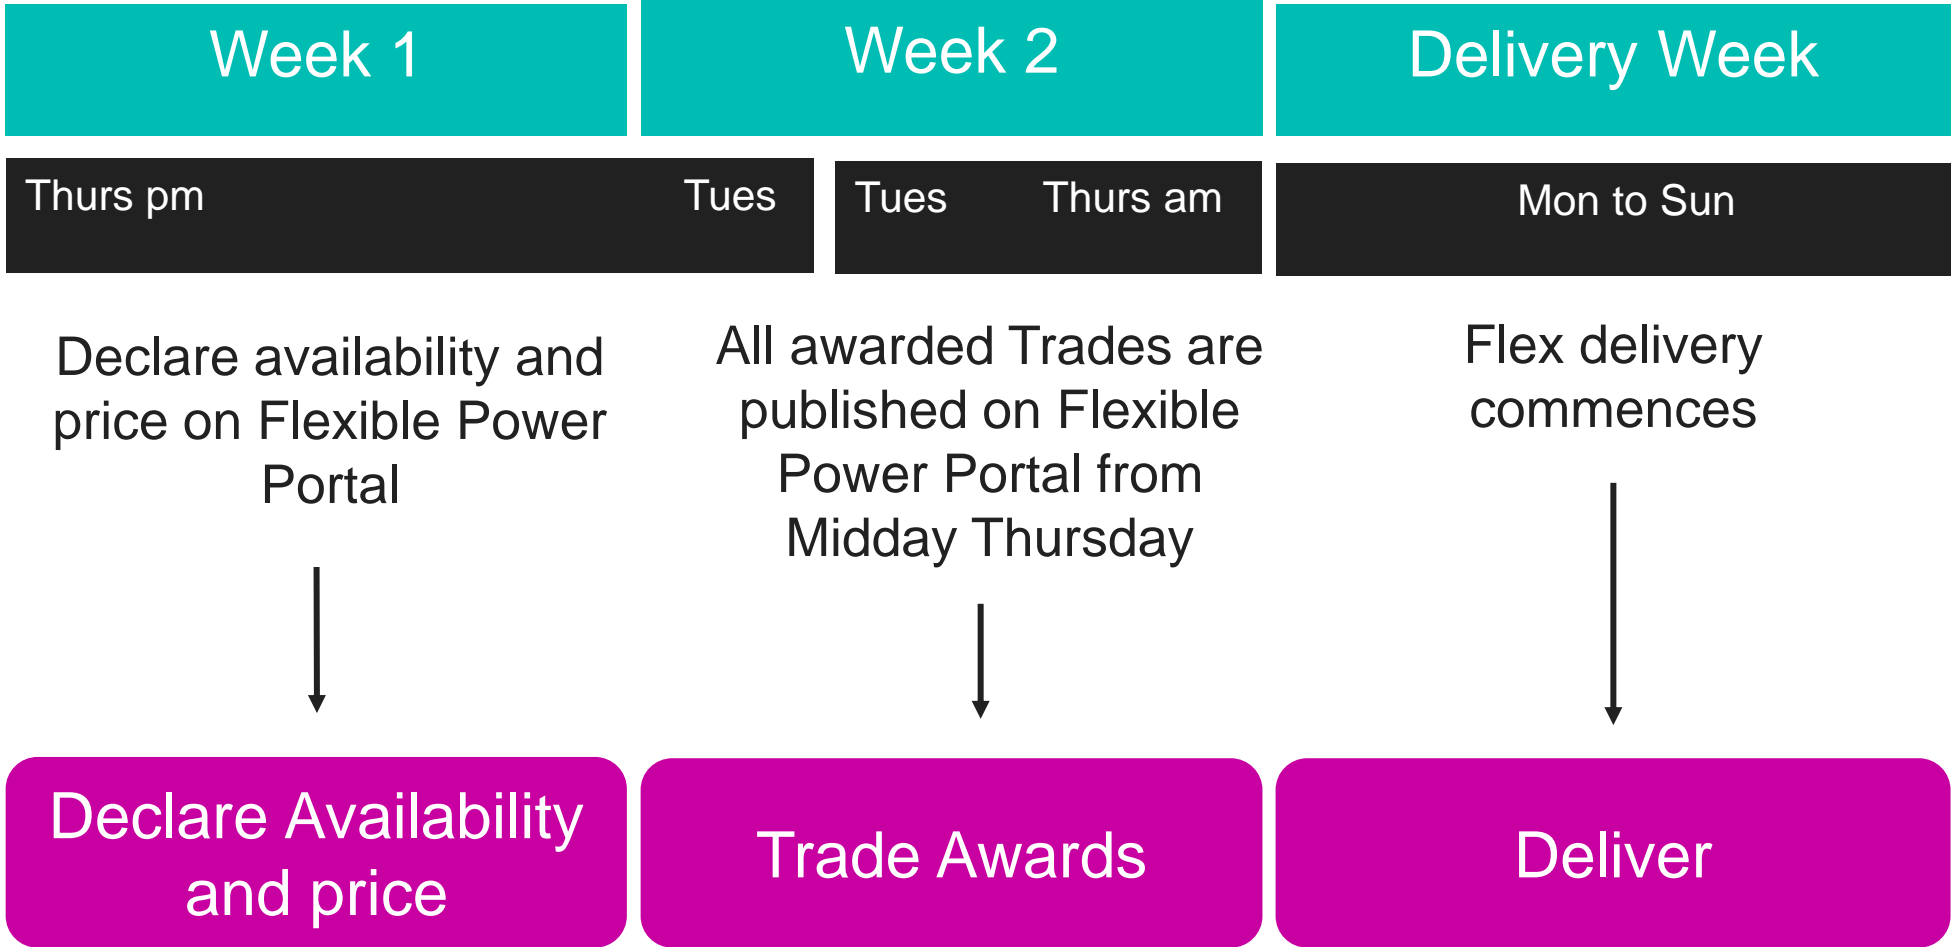 Week 1
Week 2
Delivery Week
Thurs pm
Tues
Tues
Thurs am
Mon to Sun
Declare availability and
price on Flexible Power
Portal
All awarded Trades are
published on Flexible
Power Portal from
Midday Thursday
Flex delivery
commences
Declare Availability
and price
Trade Awards
Deliver